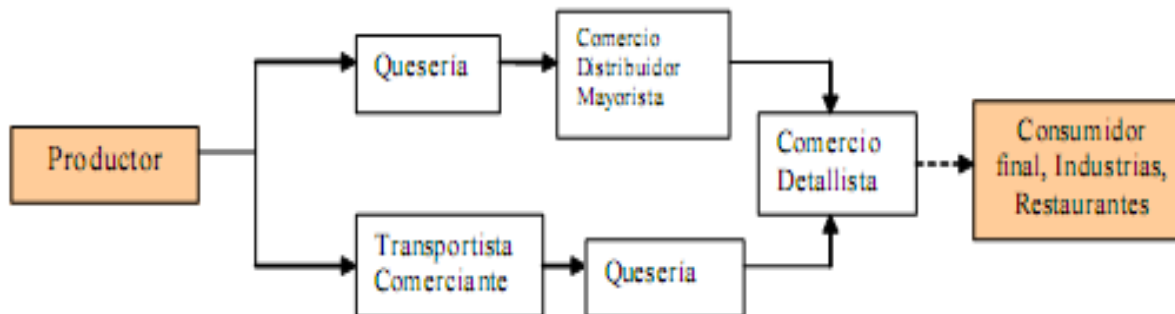 Productor
Quesería
Comercio
Distribuidor
Mayorista
Transportista
Comerciante
Quesería
Comercio
Detallista
Consumidor
final, Industrias,
Restaurantes